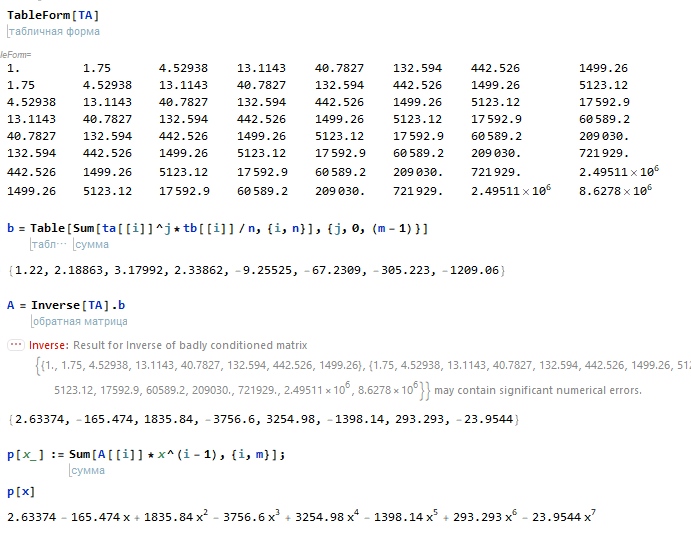 TableForm[TA]
табличная форма
leForm=
1. 1.75 4.52938 13.1143 40.7827 132.594 442.526 1499.26
1.75 4.52938 13.1143 40.7827 132.594 442.526 1499.26 5123.12
4.52938 13.1143 40.7827 132.594 442.526 1499.26 5123.12 17592.9
13.1143 40.7827 132.594 442.526 1499.26 5123.12 17592.9 60589.2
40.7827 132.594 442.526 1499.26 5123.12 17592.9 60589.2 209030.
132.594 442.526 1499.26 5123.12 17592.9 60589.2 209030. 721929.
442.526 1499.26 5123.12 17592.9 60589.2 209030. 721929. 2.49511×10^6
1499.26 5123.12 17592.9 60589.2 209030. 721929. 2.49511×10^6 8.6278×10^6
b = Table[Sum[ta[[i]]^j*tb[[i]]/n, {i, n}], {j, 0, (m-1)}]
табл⋯ сумма
{1.22, 2.18863, 3.17992, 2.33862, -9.25525, -67.2309, -305.223, -1209.06}
A = Inverse[TA].b
обратная матрица
Inverse: Result for Inverse of badly conditioned matrix
{{1., 1.75, 4.52938, 13.1143, 40.7827, 132.594, 442.526, 1499.26}, {1.75, 4.52938, 13.1143, 40.7827, 132.594, 442.526, 1499.26, 512
5123.12, 17592.9, 60589.2, 209030., 721929., 2.49511×10^6, 8.6278×10^6}} may contain significant numerical errors.
{2.63374, -165.474, 1835.84, -3756.6, 3254.98, -1398.14, 293.293, -23.9544}
p[x_] := Sum[A[[i]]*x^(i-1), {i, m}];
сумма
p[x]
2.63374 - 165.474 x + 1835.84 x^2 - 3756.6 x^3 + 3254.98 x^4 - 1398.14 x^5 + 293.293 x^6 - 23.9544 x^7